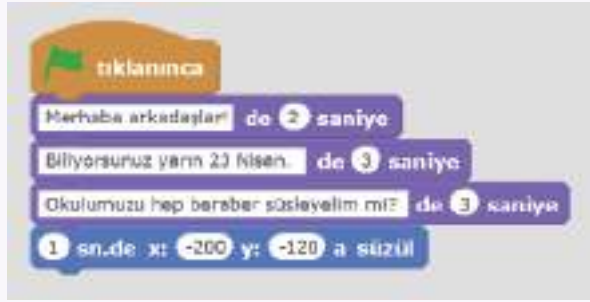 tıklanınca
Merhaba arkadaşlar! de 2 saniye
Biliyorsunuz yarın 23 Nisan. de 3 saniye
Okulumuzu hep beraber süsleyelim mi? de 3 saniye
1 sn.de x: -200 y: -120 a süzül